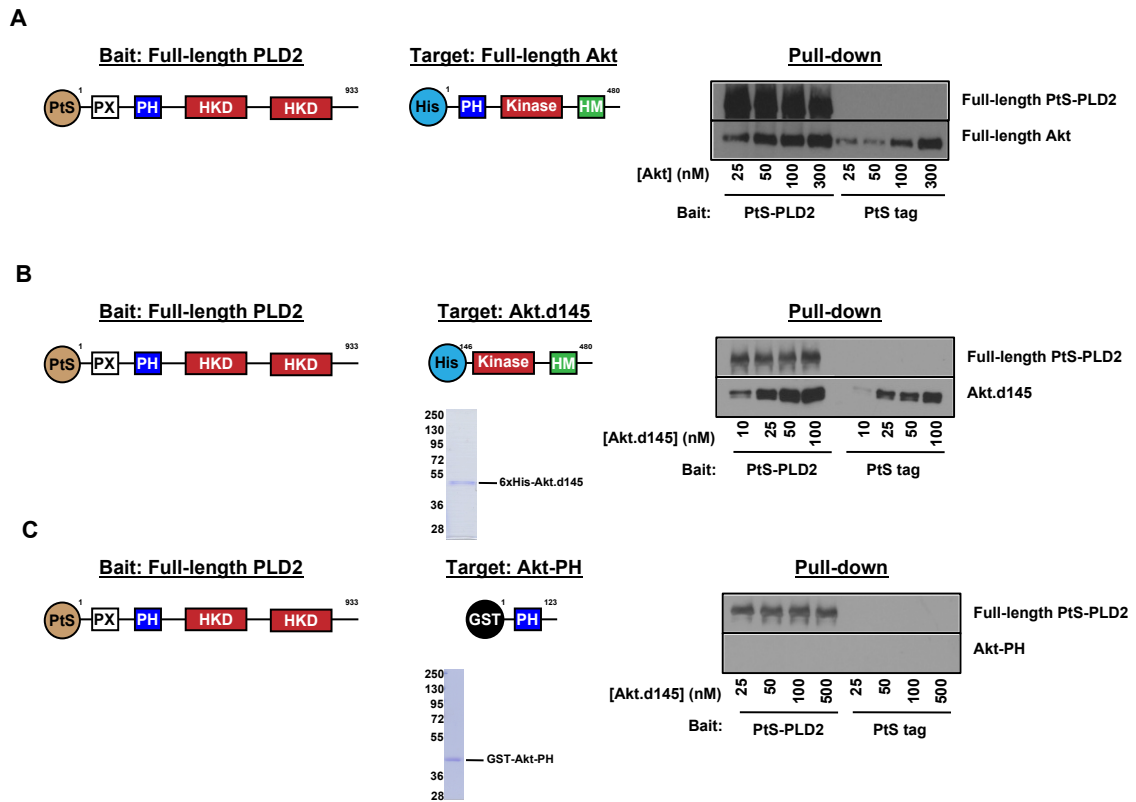 A
Bait: Full-length PLD2
Target: Full-length Akt
Pull-down
PtS 1 PX PH HKD HKD 933
His 1 PH Kinase HM 480
Full-length PtS-PLD2
Full-length Akt
[Akt] (nM) 25 50 100 300 25 50 100 300
Bait: PtS-PLD2 PtS tag
B
Bait: Full-length PLD2
Target: Akt.d145
Pull-down
PtS 1 PX PH HKD HKD 933
His 146 Kinase HM 480
Full-length PtS-PLD2
Akt.d145
[Akt.d145] (nM) 10 25 50 100 10 25 50 100
Bait: PtS-PLD2 PtS tag
250
130
95
72
55
6xHis-Akt.d145
36
28
C
Bait: Full-length PLD2
Target: Akt-PH
Pull-down
PtS 1 PX PH HKD HKD 933
GST 1 PH 123
Full-length PtS-PLD2
Akt-PH
[Akt.d145] (nM) 25 50 100 500 25 50 100 500
Bait: PtS-PLD2 PtS tag
250
130
95
72
55
GST-Akt-PH
36
28